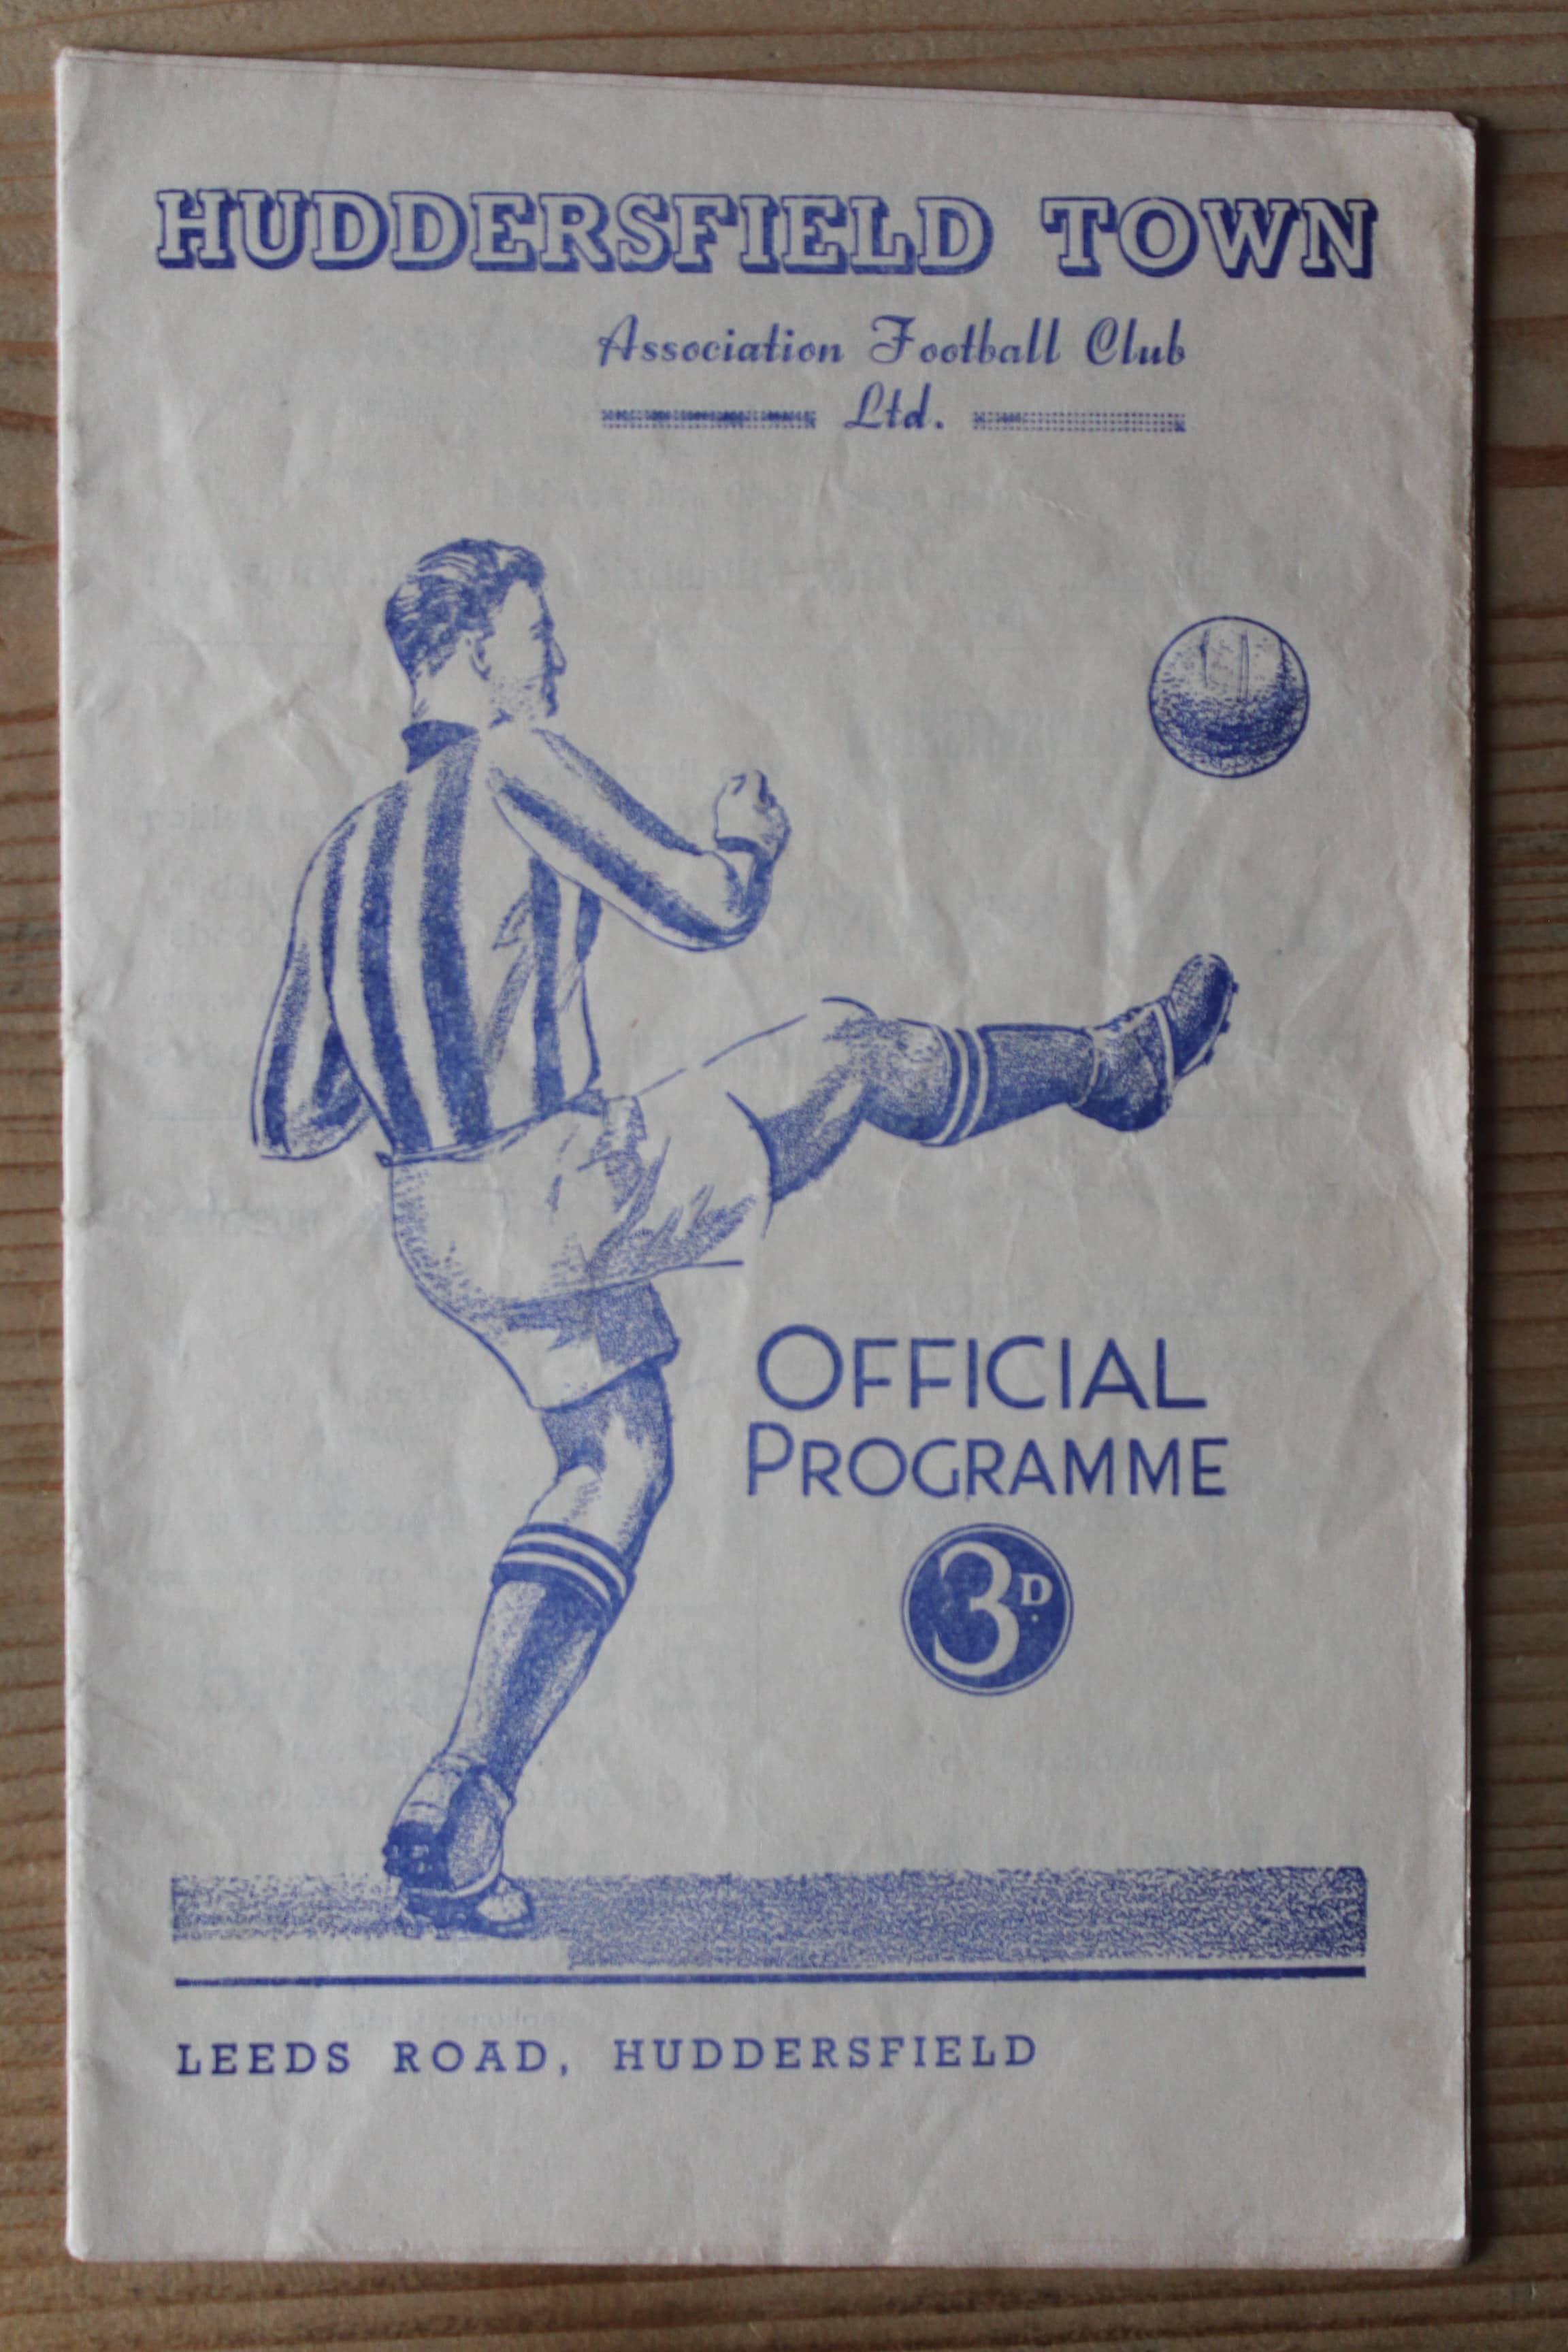 HUDDERSFIELD TOWN
Association Football Club
Ltd.
OFFICIAL
PROGRAMME
3D.
LEEDS ROAD, HUDDERSFIELD